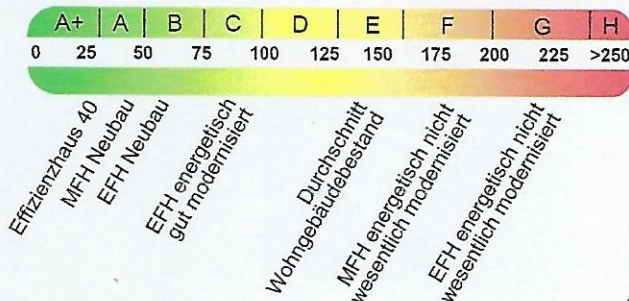 A+ A B C D E F G H
0 25 50 75 100 125 150 175 200 225 >250
Effizienzhaus 40
MFH Neubau
EFH Neubau
EFH energetisch
gut modernisiert
Durchschnitt
Wohngebäudebestand
MFH energetisch nicht
wesentlich modernisiert
EFH energetisch nicht
wesentlich modernisiert